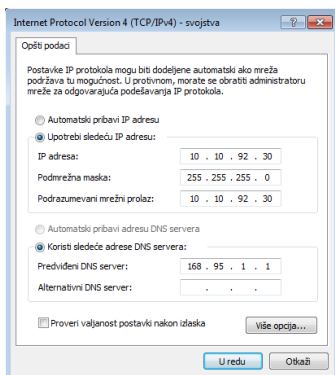 Internet Protocol Version 4 (TCP/IPv4) - svojstva
Opšti podaci
Postavke IP protokola mogu biti dodeljene automatski ako mreža
podržava tu mogućnost. U protivnom, morate se obratiti administratoru
mreže za odgovarajuća podešavanja IP protokola.
Automatski pribavi IP adresu
Upotrebi sledeću IP adresu:
IP adresa: 10 . 10 . 92 . 30
Podmrežna maska: 255 . 255 . 255 . 0
Podrazumevani mrežni prolaz: 10 . 10 . 92 . 30
Automatski pribavi adresu DNS servera
Koristi sledeće adrese DNS servera:
Predviđeni DNS server: 168 . 95 . 1 . 1
Alternativni DNS server: . . .
Proveri valjanost postavki nakon izlaska
Više opcija...
U redu Otkaži